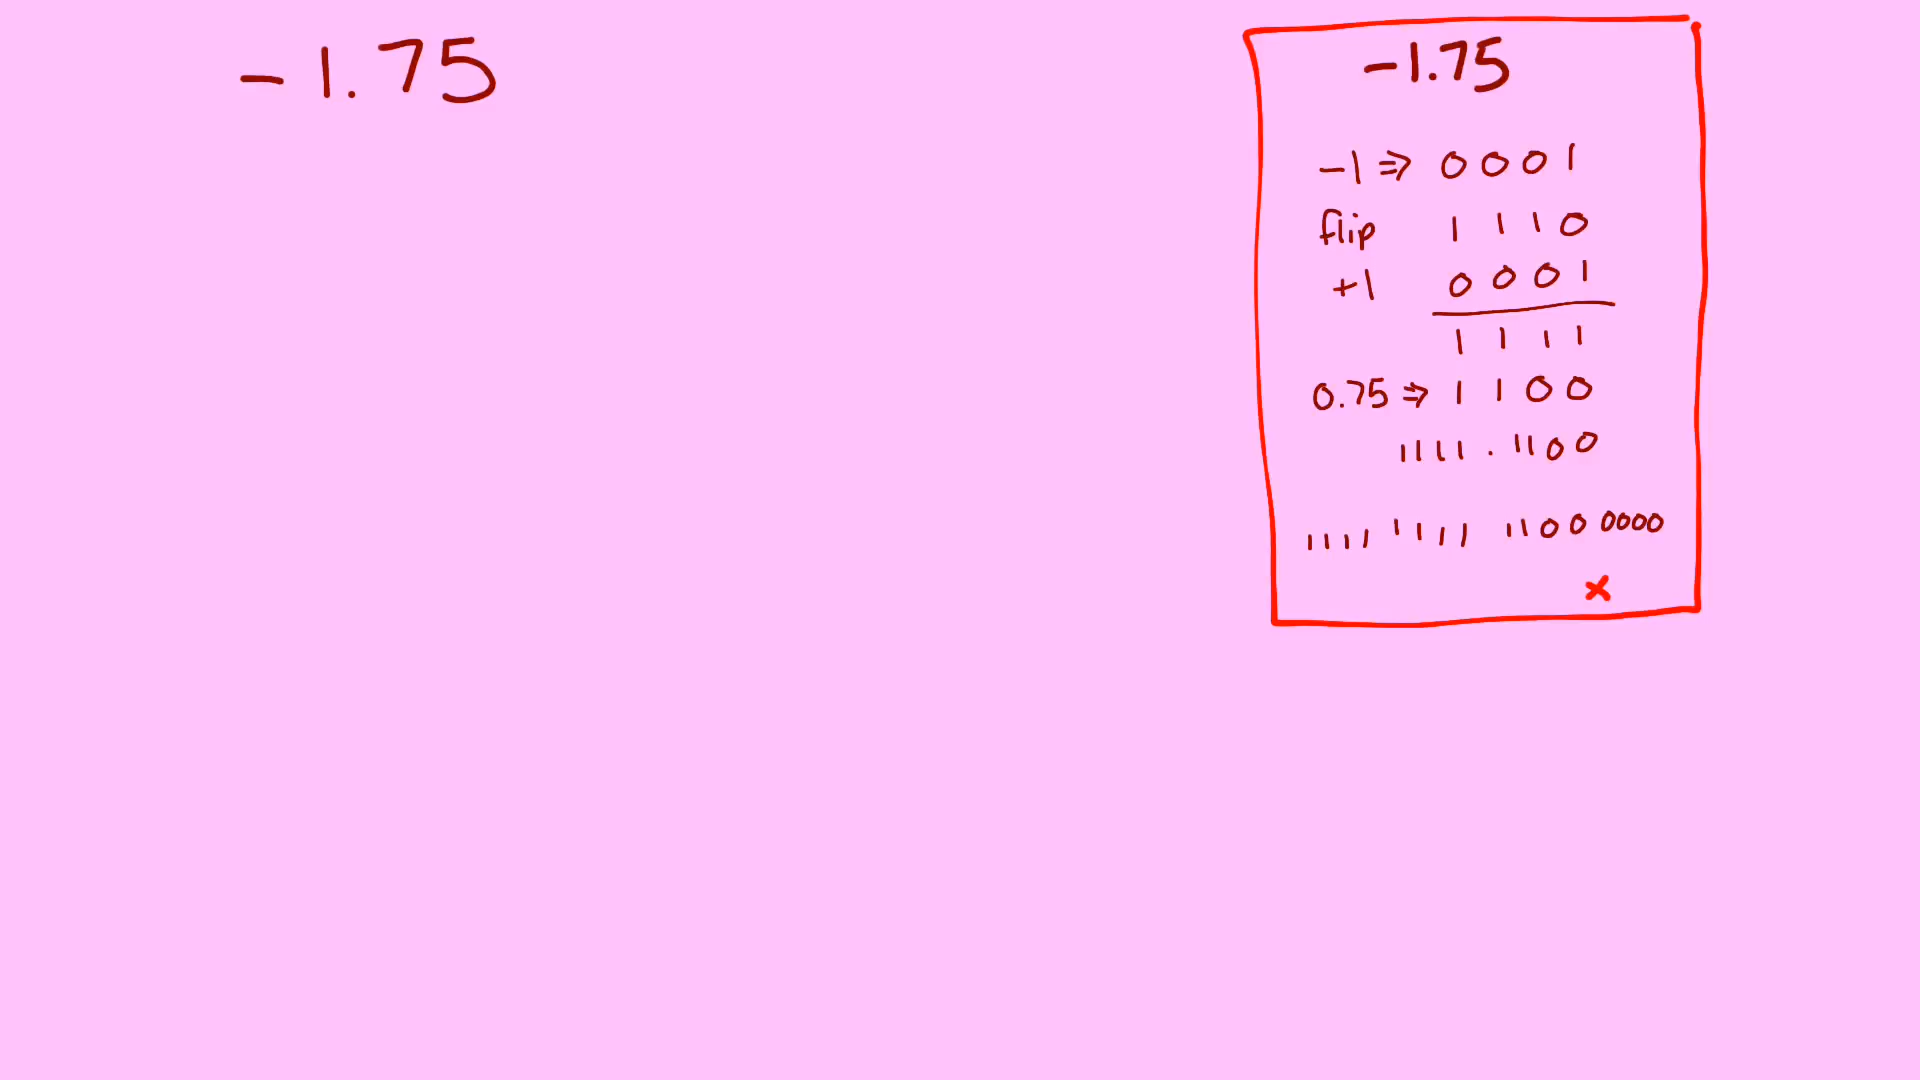 -1.75
-1.75
-1 ⇒ 0001
flip 1110
+1 0001
1111
0.75 ⇒ 1100
1111.1100
1111 1111 1100 0000
x